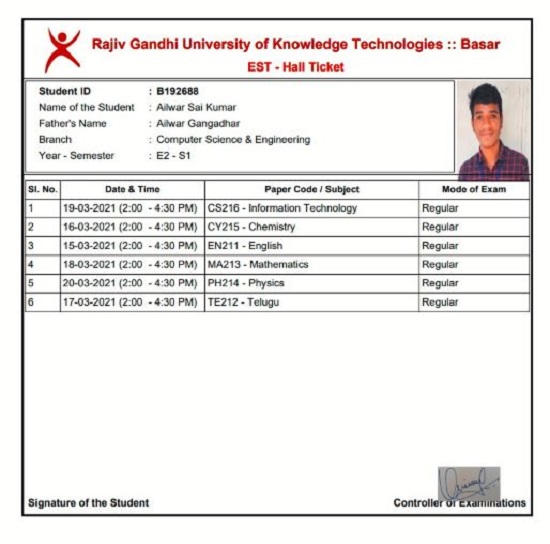 Rajiv Gandhi University of Knowledge Technologies :: Basar
EST - Hall Ticket
Student ID : B192688
Name of the Student : Ailwar Sai Kumar
Father's Name : Ailwar Gangadhar
Branch : Computer Science & Engineering
Year - Semester : E2 - S1
Sl. No. Date & Time Paper Code / Subject Mode of Exam
1 19-03-2021 (2:00 - 4:30 PM) CS216 - Information Technology Regular
2 16-03-2021 (2:00 - 4:30 PM) CY215 - Chemistry Regular
3 15-03-2021 (2:00 - 4:30 PM) EN211 - English Regular
4 18-03-2021 (2:00 - 4:30 PM) MA213 - Mathematics Regular
5 20-03-2021 (2:00 - 4:30 PM) PH214 - Physics Regular
6 17-03-2021 (2:00 - 4:30 PM) TE212 - Telugu Regular
Signature of the Student Controller of Examinations